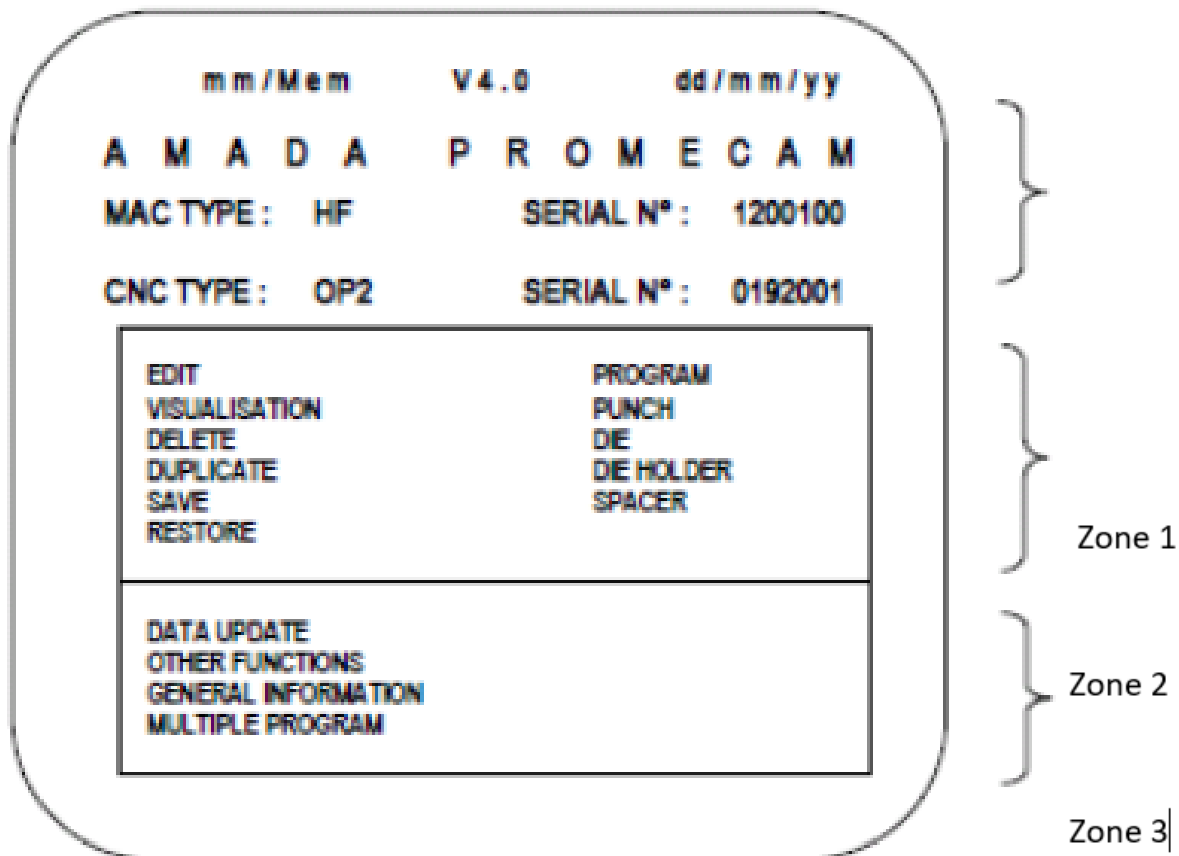 mm/Mem V4.0 dd/mm/yy
AMADA PROMECAM
MAC TYPE : HF SERIAL Nº : 1200100
CNC TYPE : OP2 SERIAL Nº : 0192001
EDIT PROGRAM
VISUALISATION PUNCH
DELETE DIE
DUPLICATE DIE HOLDER
SAVE SPACER
RESTORE
Zone 1
DATA UPDATE
OTHER FUNCTIONS
GENERAL INFORMATION
Zone 2
MULTIPLE PROGRAM
Zone 3